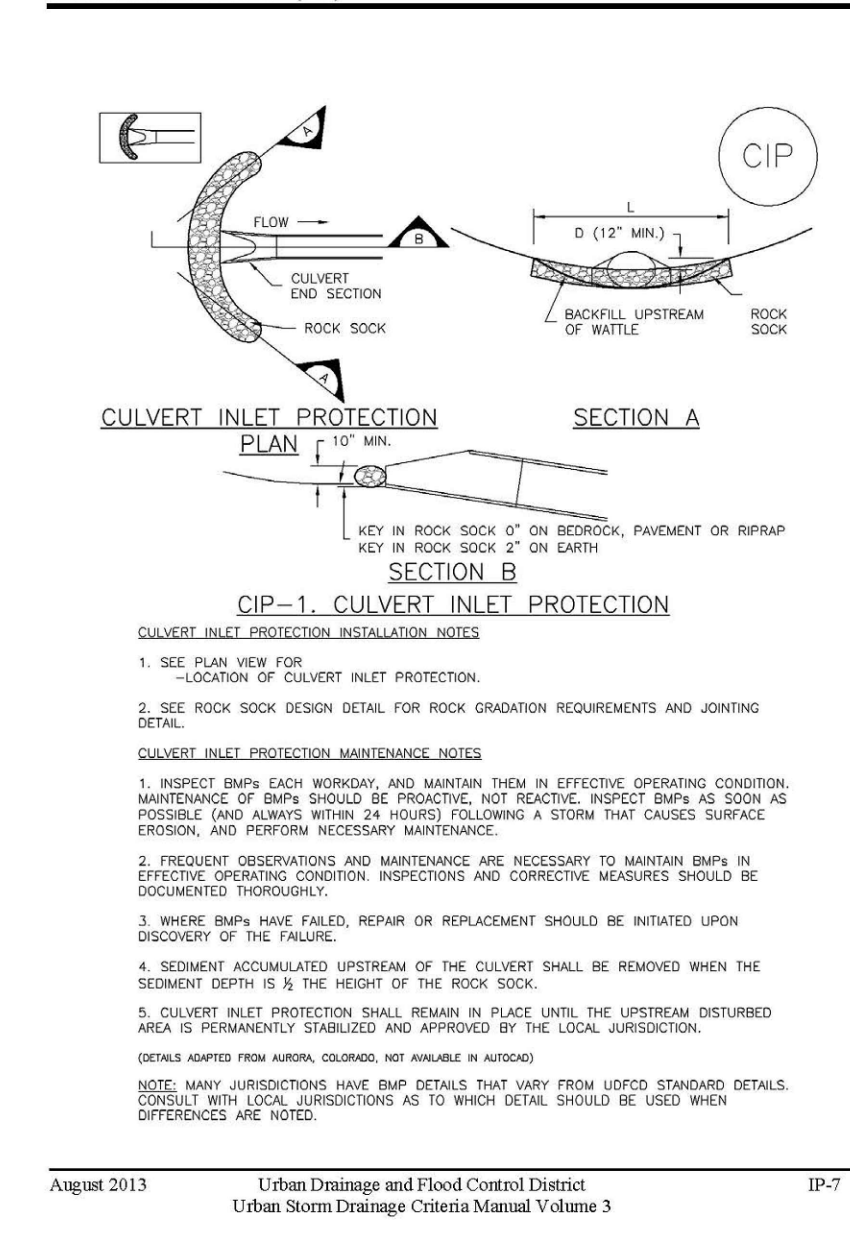 CIP
A
FLOW
B
CULVERT
END SECTION
ROCK SOCK
A
L
D (12" MIN.)
BACKFILL UPSTREAM
OF WATTLE
ROCK
SOCK
CULVERT INLET PROTECTION
PLAN
SECTION A
10" MIN.
KEY IN ROCK SOCK 0" ON BEDROCK, PAVEMENT OR RIPRAP
KEY IN ROCK SOCK 2" ON EARTH
SECTION B
CIP-1. CULVERT INLET PROTECTION
CULVERT INLET PROTECTION INSTALLATION NOTES
1. SEE PLAN VIEW FOR
-LOCATION OF CULVERT INLET PROTECTION.
2. SEE ROCK SOCK DESIGN DETAIL FOR ROCK GRADATION REQUIREMENTS AND JOINTING
DETAIL.
CULVERT INLET PROTECTION MAINTENANCE NOTES
1. INSPECT BMPs EACH WORKDAY, AND MAINTAIN THEM IN EFFECTIVE OPERATING CONDITION.
MAINTENANCE OF BMPs SHOULD BE PROACTIVE, NOT REACTIVE. INSPECT BMPs AS SOON AS
POSSIBLE (AND ALWAYS WITHIN 24 HOURS) FOLLOWING A STORM THAT CAUSES SURFACE
EROSION, AND PERFORM NECESSARY MAINTENANCE.
2. FREQUENT OBSERVATIONS AND MAINTENANCE ARE NECESSARY TO MAINTAIN BMPs IN
EFFECTIVE OPERATING CONDITION. INSPECTIONS AND CORRECTIVE MEASURES SHOULD BE
DOCUMENTED THOROUGHLY.
3. WHERE BMPs HAVE FAILED, REPAIR OR REPLACEMENT SHOULD BE INITIATED UPON
DISCOVERY OF THE FAILURE.
4. SEDIMENT ACCUMULATED UPSTREAM OF THE CULVERT SHALL BE REMOVED WHEN THE
SEDIMENT DEPTH IS ½ THE HEIGHT OF THE ROCK SOCK.
5. CULVERT INLET PROTECTION SHALL REMAIN IN PLACE UNTIL THE UPSTREAM DISTURBED
AREA IS PERMANENTLY STABILIZED AND APPROVED BY THE LOCAL JURISDICTION.
(DETAILS ADAPTED FROM AURORA, COLORADO, NOT AVAILABLE IN AUTOCAD)
NOTE: MANY JURISDICTIONS HAVE BMP DETAILS THAT VARY FROM UDFCD STANDARD DETAILS.
CONSULT WITH LOCAL JURISDICTIONS AS TO WHICH DETAIL SHOULD BE USED WHEN
DIFFERENCES ARE NOTED.
August 2013 Urban Drainage and Flood Control District IP-7
Urban Storm Drainage Criteria Manual Volume 3